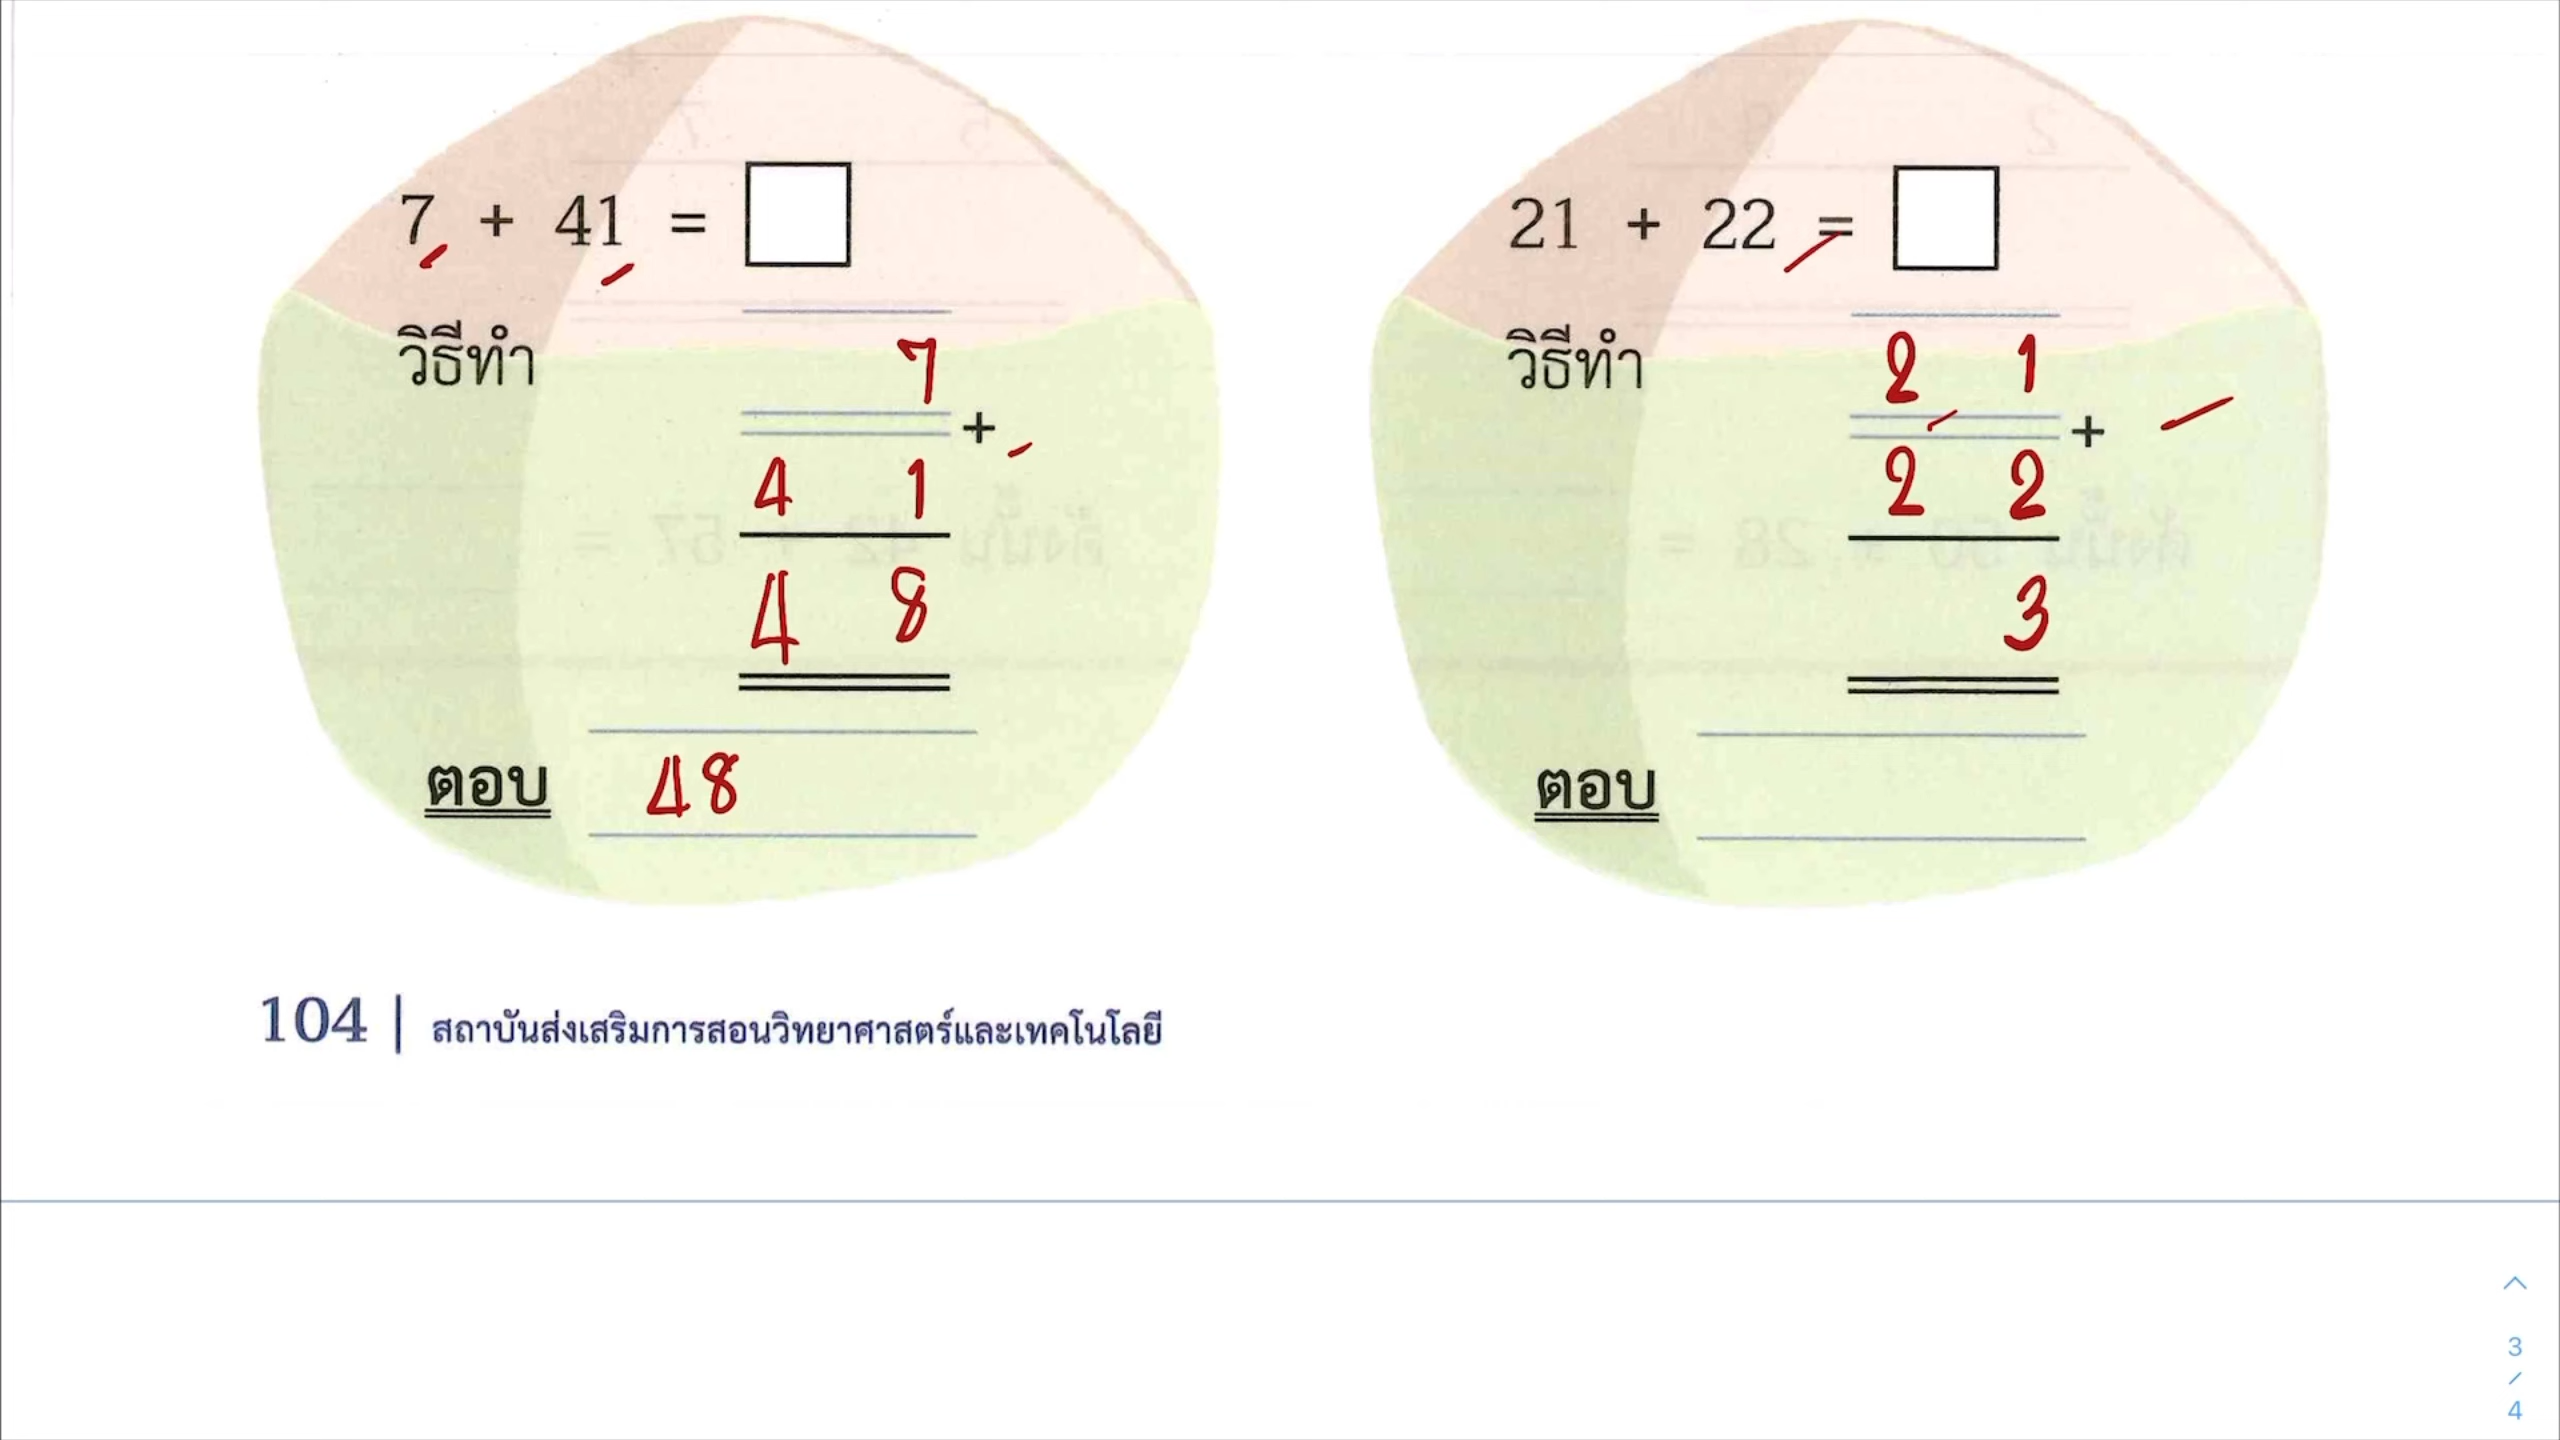 7 + 41 =
วิธีทำ
7
+
4 1
4 8
ตอบ 48
21 + 22 =
วิธีทำ
2 1
+
2 2
3
ตอบ
104 | สถาบันส่งเสริมการสอนวิทยาศาสตร์และเทคโนโลยี
3
/
4